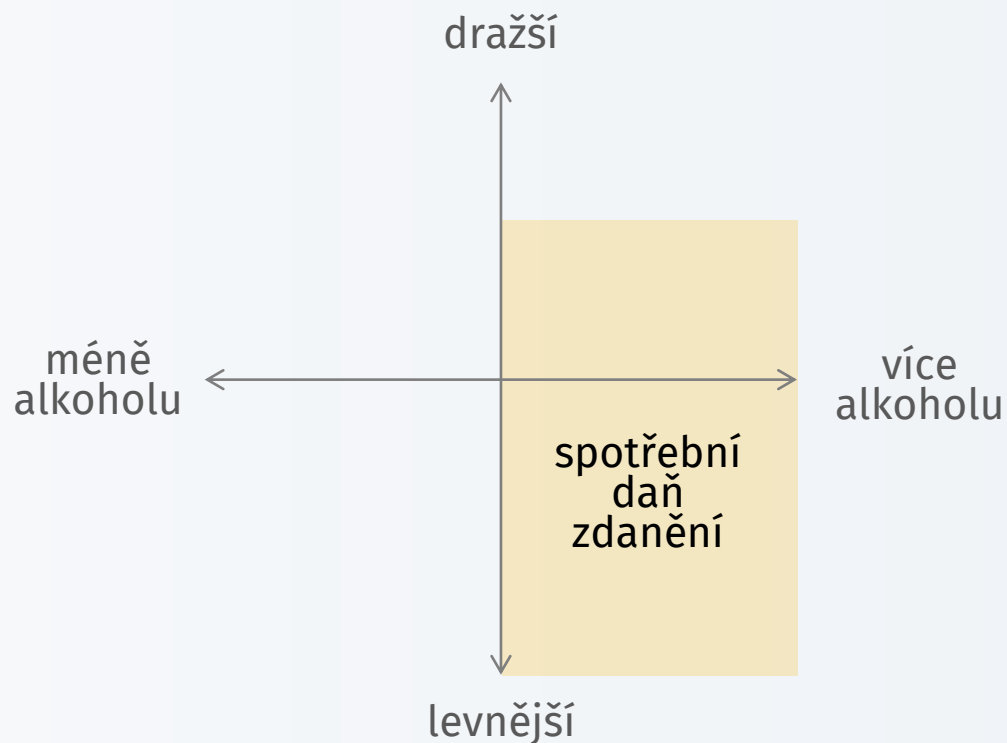 dražší
méně
alkoholu
více
alkoholu
spotřební
daň
zdanění
levnější